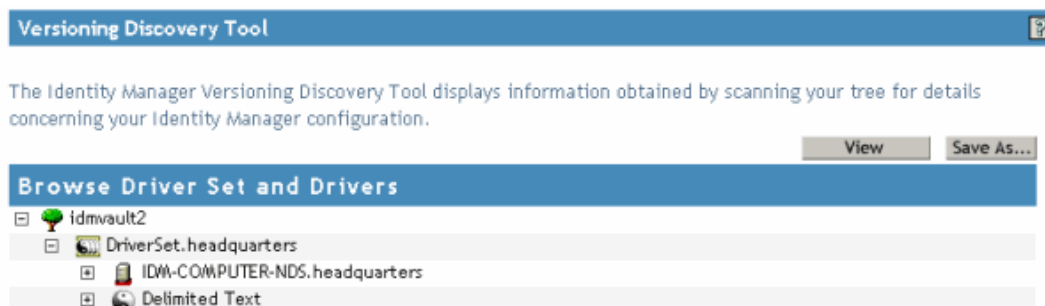 Versioning Discovery Tool
?
The Identity Manager Versioning Discovery Tool displays information obtained by scanning your tree for details
concerning your Identity Manager configuration.
View Save As...
Browse Driver Set and Drivers
idmvault2
DriverSet.headquarters
IDM-COMPUTER-NDS.headquarters
Delimited Text